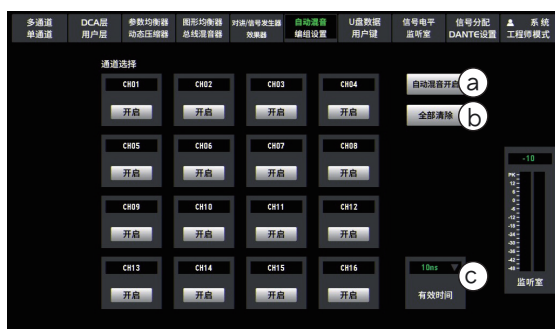 多通道 DCA层 参数均衡器 图形均衡器 对讲/信号发生器 自动混音 U盘数据 信号电平 信号分配 系统
单通道 用户层 动态压缩器 总线混音器 效果器 编组设置 用户键 监听室 DANTE设置 工程师模式
通道选择
CH01 CH02 CH03 CH04 自动混音开启 a
开启 开启 开启 开启 全部清除 b
CH05 CH06 CH07 CH08
开启 开启 开启 开启
-10
PK
CH09 CH10 CH11 CH12
开启 开启 开启 开启
CH13 CH14 CH15 CH16 10ms c
开启 开启 开启 开启 有效时间
监听室